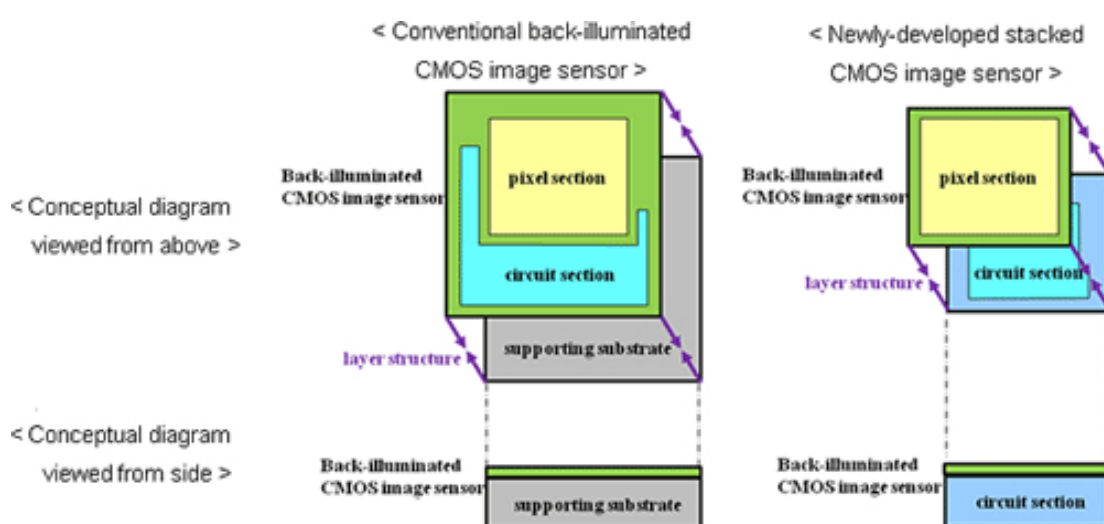 < Conventional back-illuminated
CMOS image sensor >
< Newly-developed stacked
CMOS image sensor >
< Conceptual diagram
viewed from above >
Back-illuminated
CMOS image sensor
pixel section
circuit section
layer structure
supporting substrate
Back-illuminated
CMOS image sensor
pixel section
layer structure
circuit section
< Conceptual diagram
viewed from side >
Back-illuminated
CMOS image sensor
supporting substrate
Back-illuminated
CMOS image sensor
circuit section